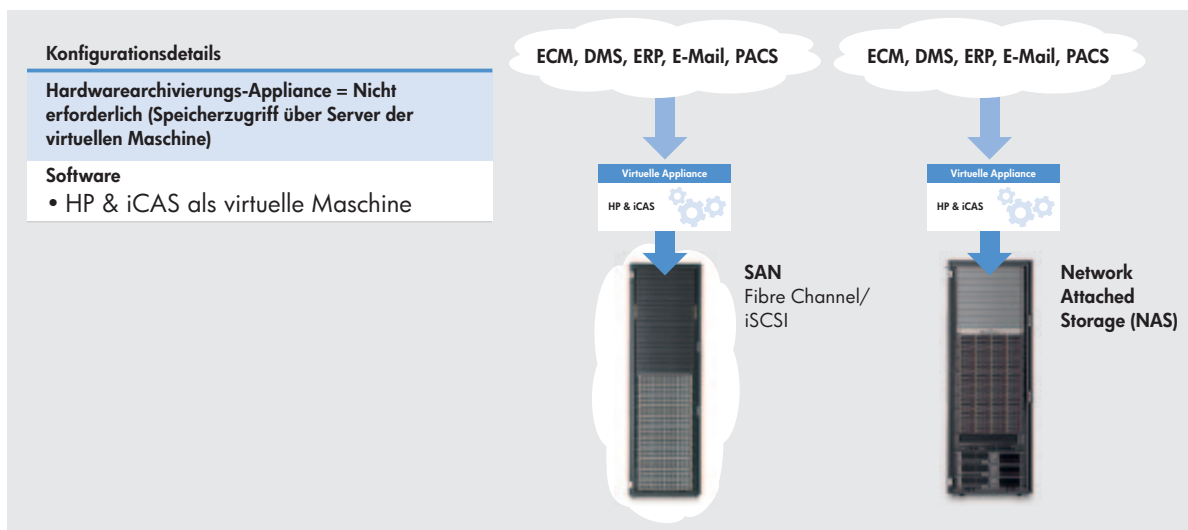 Konfigurationsdetails
Hardwarearchivierungs-Appliance = Nicht
erforderlich (Speicherzugriff über Server der
virtuellen Maschine)
Software
• HP & iCAS als virtuelle Maschine
ECM, DMS, ERP, E-Mail, PACS
Virtuelle Appliance
HP & iCAS
SAN
Fibre Channel/
iSCSI
ECM, DMS, ERP, E-Mail, PACS
Virtuelle Appliance
HP & iCAS
Network
Attached
Storage (NAS)